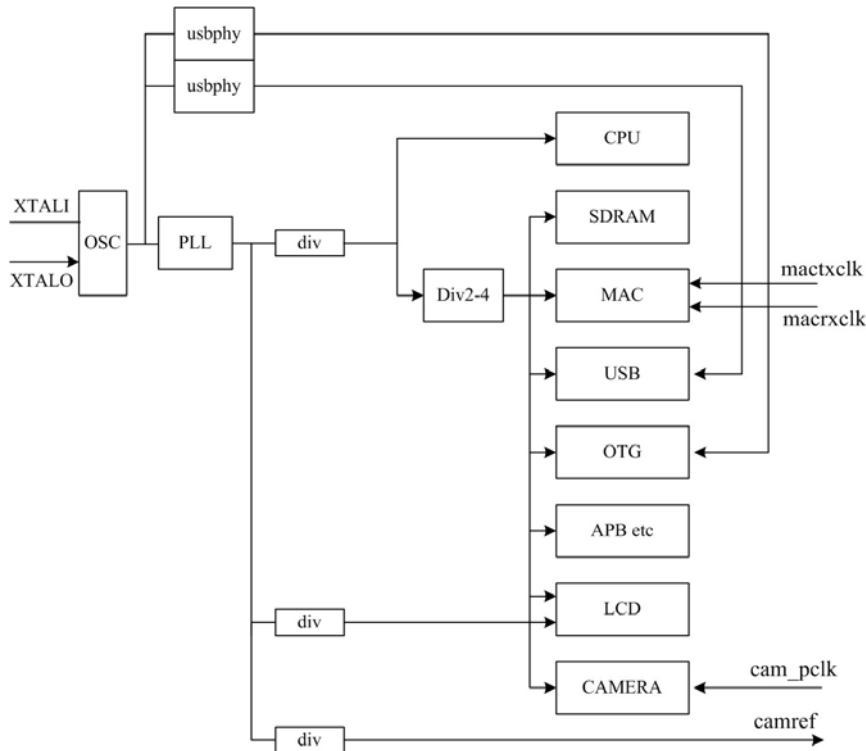 usbphy
usbphy
CPU
XTALI
SDRAM
OSC
PLL
div
XTALO
Div2-4
MAC
mactxclk
macrxclk
USB
OTG
APB etc
div
LCD
CAMERA
cam_pclk
camref
div